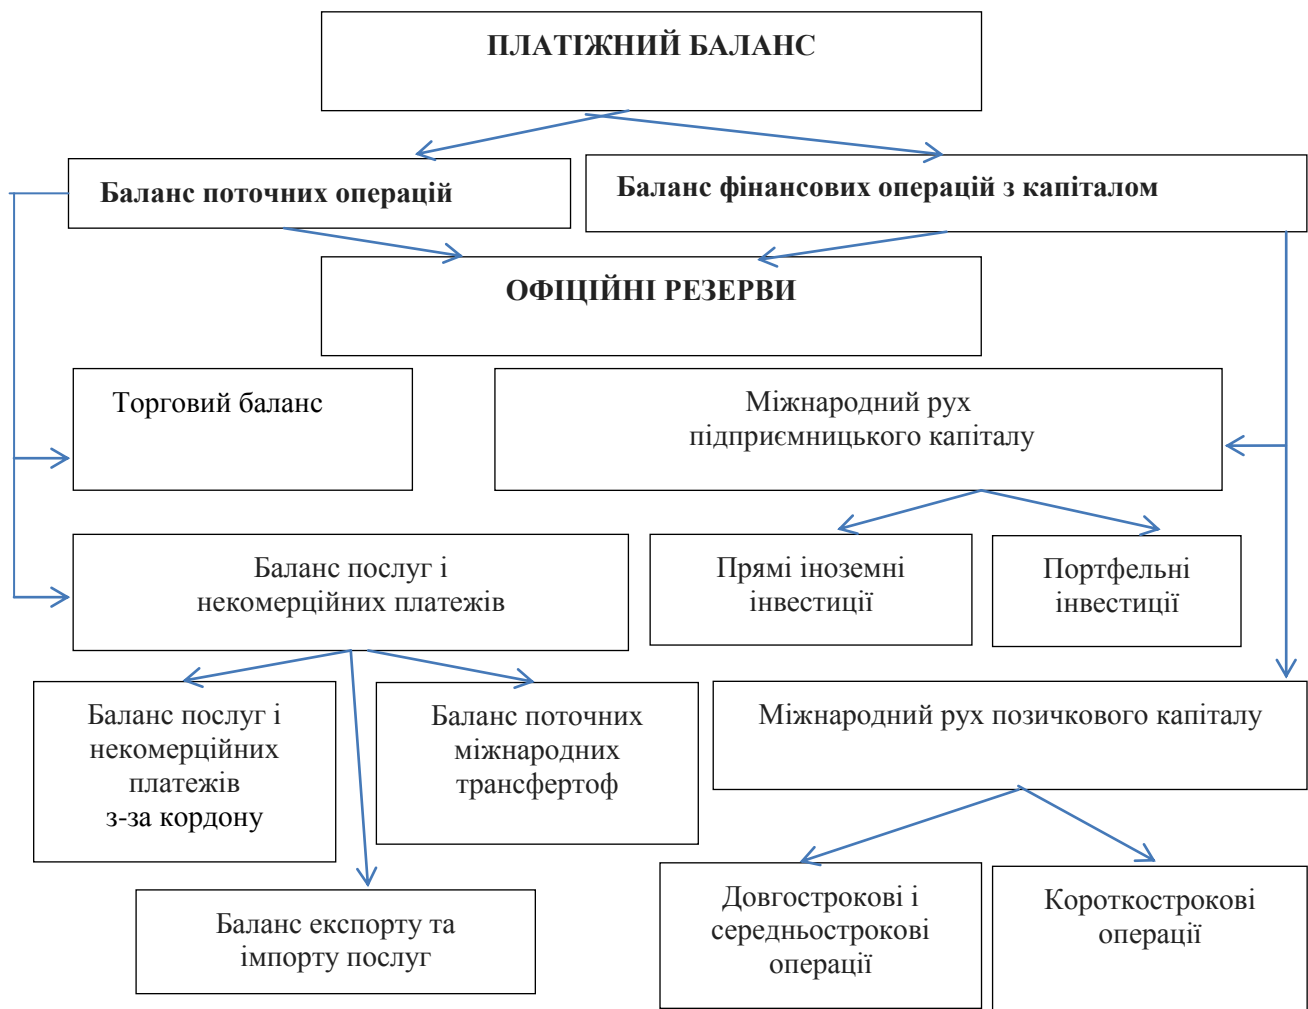 ПЛАТІЖНИЙ БАЛАНС
Баланс поточних операцій
Баланс фінансових операцій з капіталом
ОФІЦІЙНІ РЕЗЕРВИ
Торговий баланс
Міжнародний рух
підприємницького капіталу
Баланс послуг і
некомерційних платежів
Прямі іноземні
інвестиції
Портфельні
інвестиції
Баланс послуг і
некомерційних
платежів
з-за кордону
Баланс поточних
міжнародних
трансфертоф
Міжнародний рух позичкового капіталу
Баланс експорту та
імпорту послуг
Довгострокові і
середньострокові
операції
Короткострокові
операції